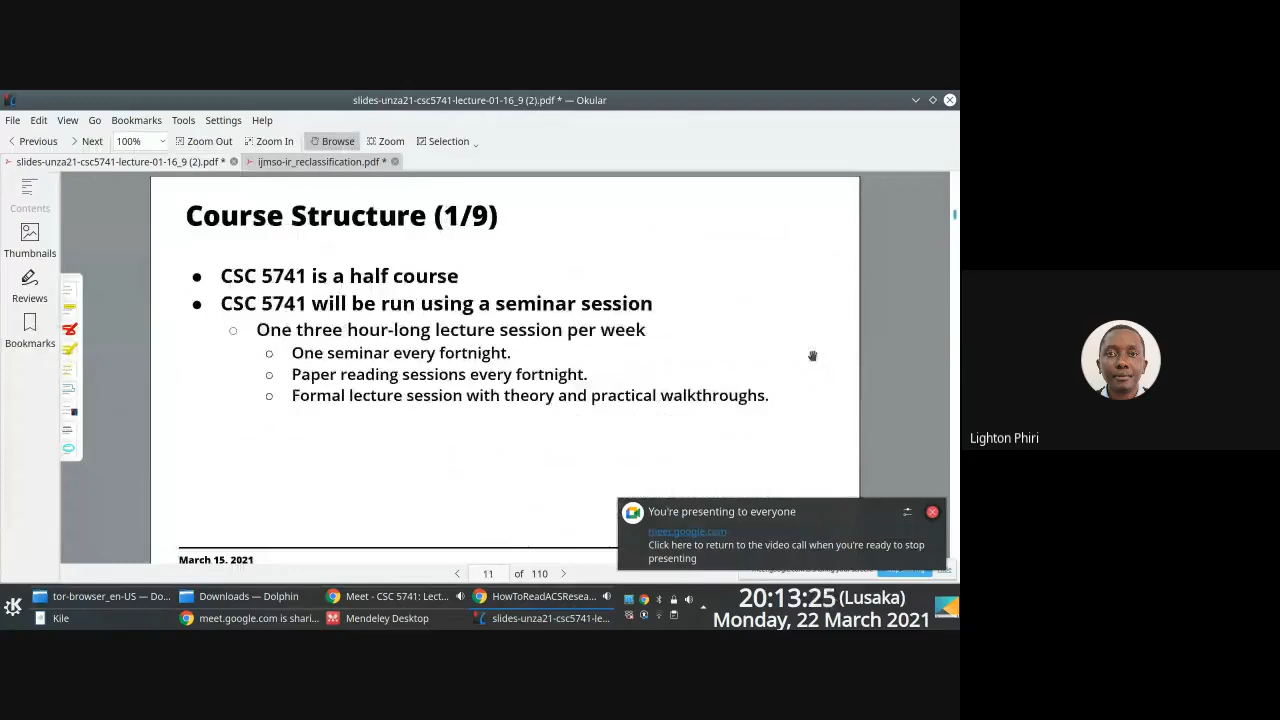 slides-unza21-csc5741-lecture-01-16_9 (2).pdf * — Okular
File Edit View Go Bookmarks Tools Settings Help
Previous Next 100% Zoom Out Zoom In Browse Zoom Selection
slides-unza21-csc5741-lecture-01-16_9 (2).pdf * ijmso-ir_reclassification.pdf *
Contents
Thumbnails
Reviews
Bookmarks
Course Structure (1/9)
● CSC 5741 is a half course
● CSC 5741 will be run using a seminar session
○ One three hour-long lecture session per week
○ One seminar every fortnight.
○ Paper reading sessions every fortnight.
○ Formal lecture session with theory and practical walkthroughs.
March 15, 2021
You're presenting to everyone
meet.google.com
Click here to return to the video call when you're ready to stop
presenting
11 of 110
tor-browser_en-US — Do... Downloads — Dolphin Meet - CSC 5741: Lect... HowToReadACSResea...
Kile meet.google.com is shari... Mendeley Desktop slides-unza21-csc5741-le...
20:13:25 (Lusaka)
Monday, 22 March 2021
Lighton Phiri